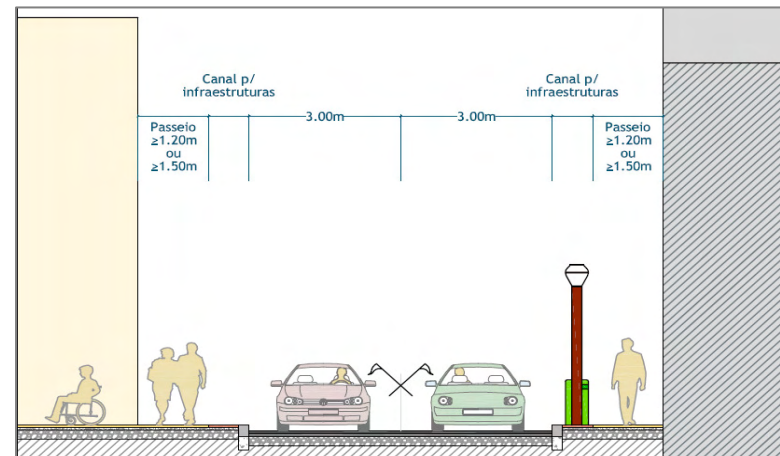 Canal p/
infraestruturas
Canal p/
infraestruturas
3.00m
3.00m
Passeio
≥1.20m
ou
≥1.50m
Passeio
≥1.20m
ou
≥1.50m